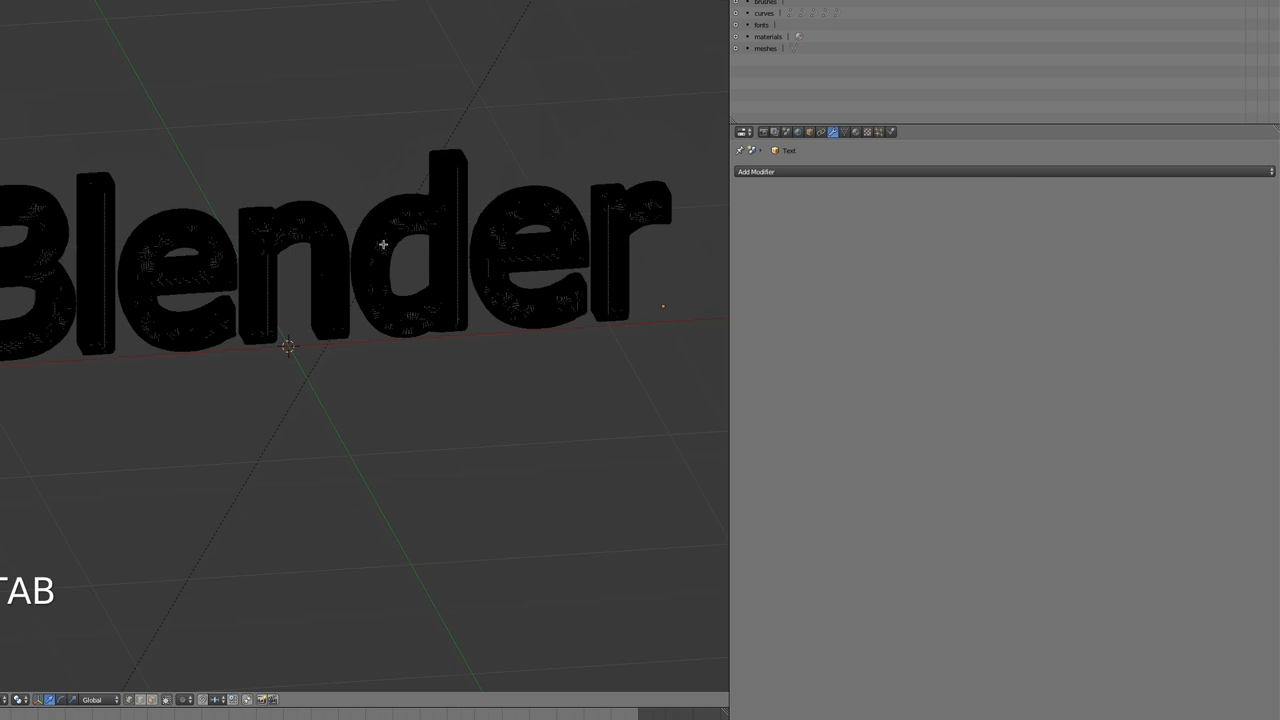 brushes
curves
fonts
materials
meshes
Text
Add Modifier
Blender
TAB
Global